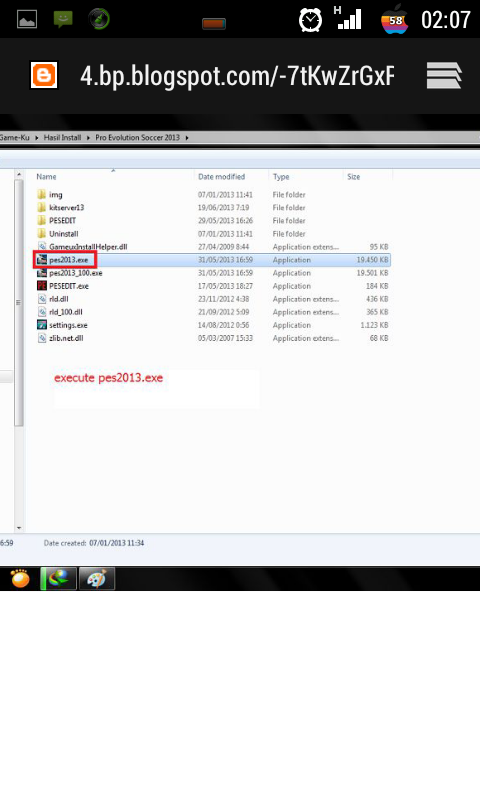 H 58 02:07
4.bp.blogspot.com/-7tKwZrGxF
Game-Ku ▸ Hasil Install ▸ Pro Evolution Soccer 2013 ▸
Name Date modified Type Size
img 07/01/2013 11:41 File folder
kitserver13 19/06/2013 7:19 File folder
PESEDIT 29/05/2013 16:26 File folder
Uninstall 07/01/2013 11:41 File folder
GameuxInstallHelper.dll 27/04/2009 8:44 Application extens... 95 KB
pes2013.exe 31/05/2013 16:59 Application 19.450 KB
pes2013_100.exe 31/05/2013 16:59 Application 19.501 KB
PESEDIT.exe 17/05/2013 18:27 Application 184 KB
rld.dll 23/11/2012 4:38 Application extens... 436 KB
rld_100.dll 21/09/2012 5:09 Application extens... 365 KB
settings.exe 14/08/2012 0:56 Application 1.123 KB
zlib.net.dll 05/03/2007 15:33 Application extens... 68 KB
execute pes2013.exe
6:59 Date created: 07/01/2013 11:34